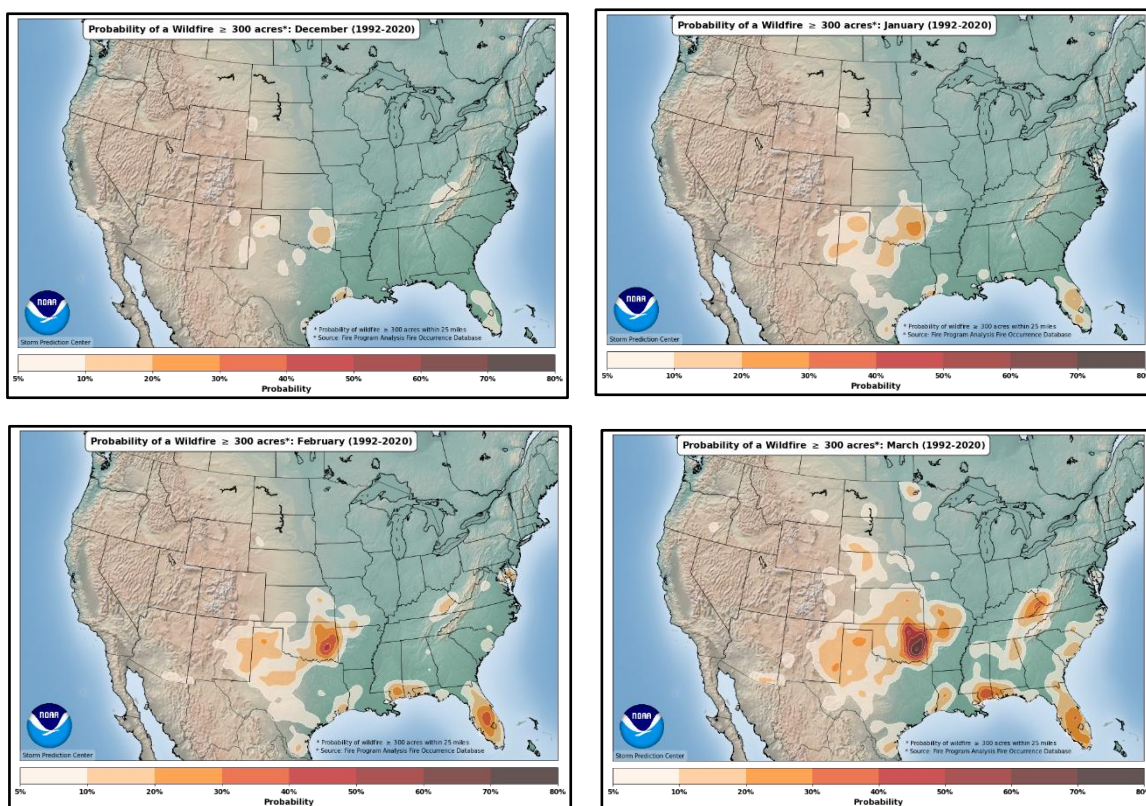 Probability of a Wildfire ≥ 300 acres*: December (1992-2020)
NOAA
Storm Prediction Center
* Probability of wildfire ≥ 300 acres within 25 miles
* Source: Fire Program Analysis Fire Occurrence Database
5% 10% 20% 30% 40% 50% 60% 70% 80%
Probability
Probability of a Wildfire ≥ 300 acres*: January (1992-2020)
NOAA
Storm Prediction Center
* Probability of wildfire ≥ 300 acres within 25 miles
* Source: Fire Program Analysis Fire Occurrence Database
5% 10% 20% 30% 40% 50% 60% 70% 80%
Probability
Probability of a Wildfire ≥ 300 acres*: February (1992-2020)
NOAA
Storm Prediction Center
* Probability of wildfire ≥ 300 acres within 25 miles
* Source: Fire Program Analysis Fire Occurrence Database
5% 10% 20% 30% 40% 50% 60% 70% 80%
Probability
Probability of a Wildfire ≥ 300 acres*: March (1992-2020)
NOAA
Storm Prediction Center
* Probability of wildfire ≥ 300 acres within 25 miles
* Source: Fire Program Analysis Fire Occurrence Database
5% 10% 20% 30% 40% 50% 60% 70% 80%
Probability